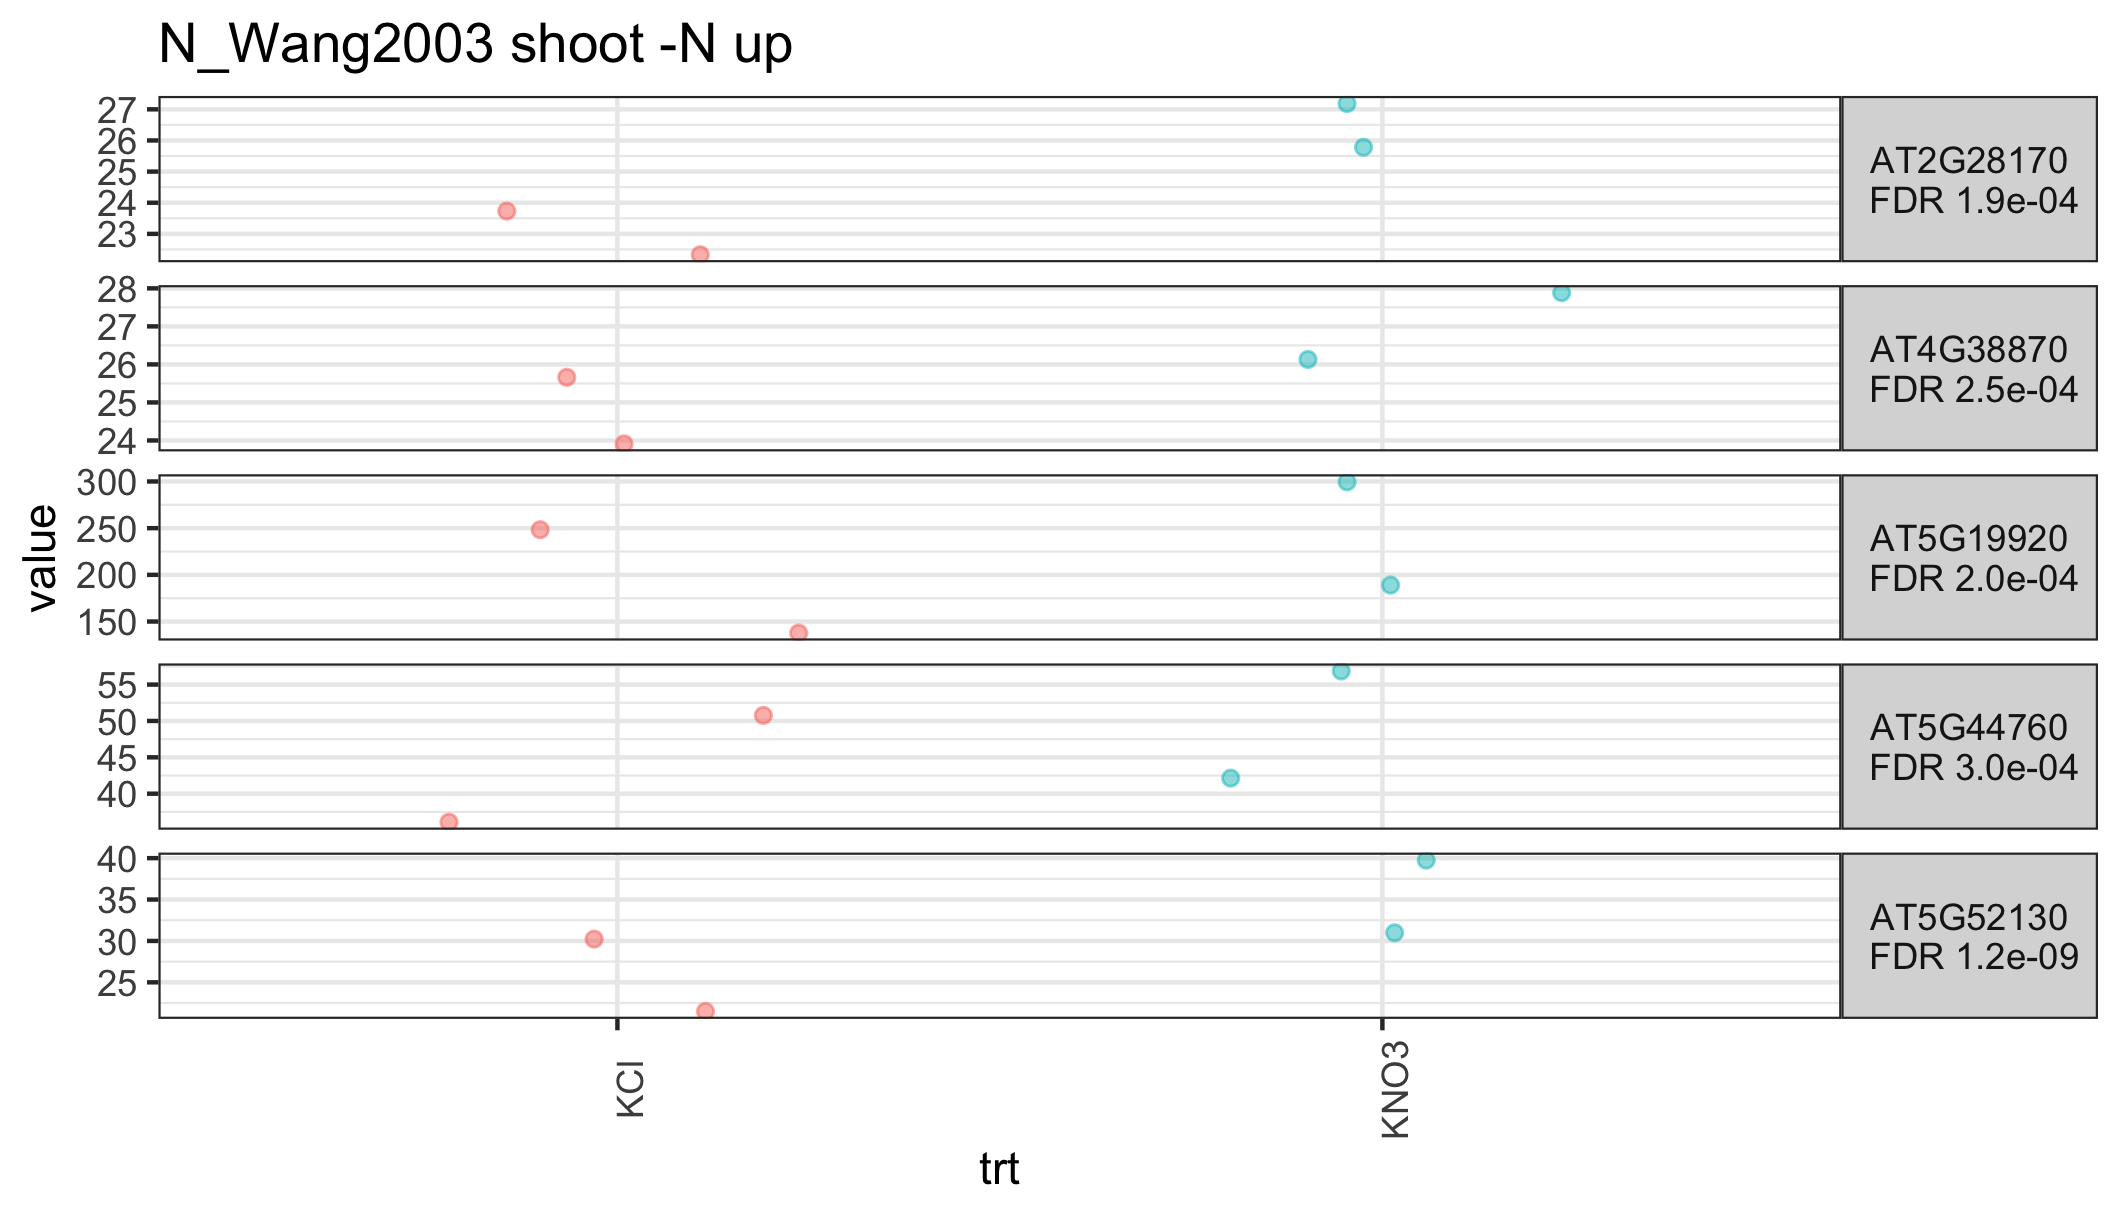 N_Wang2003 shoot -N up
27
26
25
24
23
AT2G28170
FDR 1.9e-04
28
27
26
25
24
AT4G38870
FDR 2.5e-04
value
300
250
200
150
AT5G19920
FDR 2.0e-04
55
50
45
40
AT5G44760
FDR 3.0e-04
40
35
30
25
AT5G52130
FDR 1.2e-09
KCl
KNO3
trt